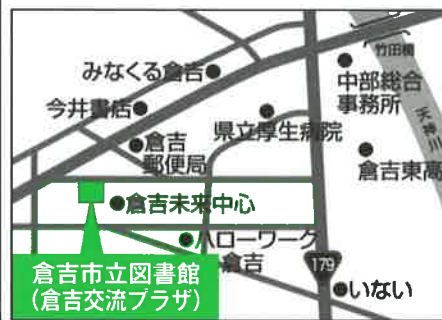 竹田橋
みなくる倉吉
中部総合
事務所
今井書店
県立厚生病院
天神川
倉吉
郵便局
倉吉東高
倉吉未来中心
ハローワーク
倉吉
倉吉市立図書館
(倉吉交流プラザ)
179
いない